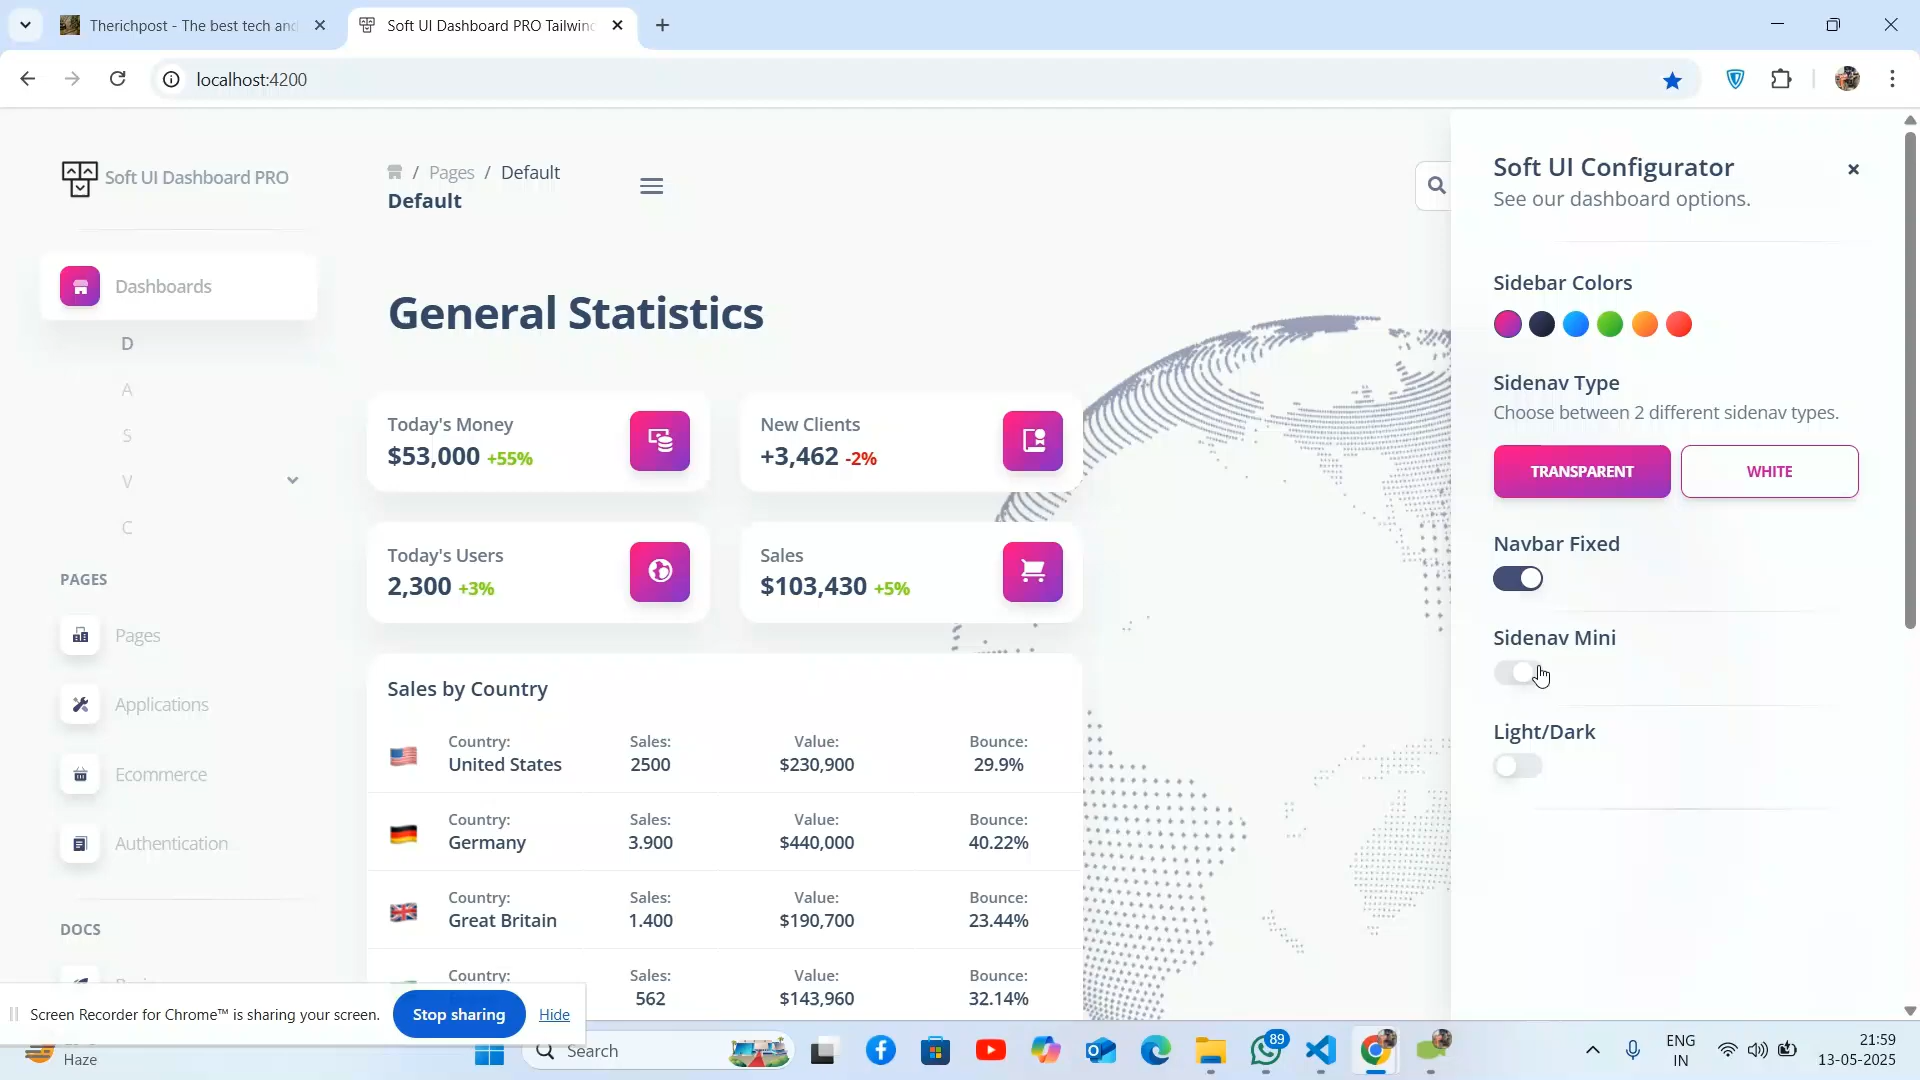 Therichpost - The best tech and
Soft UI Dashboard PRO Tailwind
localhost:4200
Soft UI Dashboard PRO
Dashboards
D
A
S
V
C
PAGES
Pages
Applications
Ecommerce
Authentication
DOCS
/ Pages / Default
Default
General Statistics
Today's Money
$53,000 +55%
New Clients
+3,462 -2%
Today's Users
2,300 +3%
Sales
$103,430 +5%
Sales by Country
Country: Sales: Value: Bounce:
United States 2500 $230,900 29.9%
Country: Sales: Value: Bounce:
Germany 3.900 $440,000 40.22%
Country: Sales: Value: Bounce:
Great Britain 1.400 $190,700 23.44%
Country: Sales: Value: Bounce:
562 $143,960 32.14%
Soft UI Configurator
See our dashboard options.
Sidebar Colors
Sidenav Type
Choose between 2 different sidenav types.
TRANSPARENT WHITE
Navbar Fixed
Sidenav Mini
Light/Dark
Screen Recorder for Chrome™ is sharing your screen. Stop sharing Hide
Haze
Search
89
ENG
IN
21:59
13-05-2025